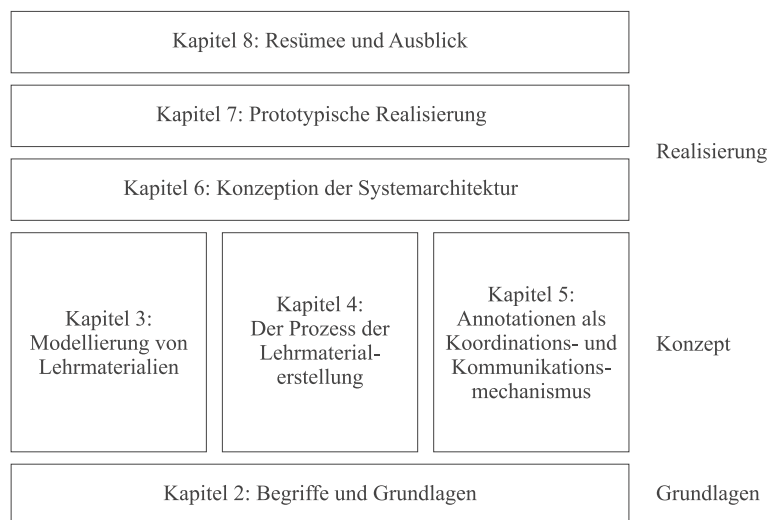 Kapitel 8: Resümee und Ausblick
Kapitel 7: Prototypische Realisierung
Realisierung
Kapitel 6: Konzeption der Systemarchitektur
Kapitel 3:
Modellierung von
Lehrmaterialien
Kapitel 4:
Der Prozess der
Lehrmaterial-
erstellung
Kapitel 5:
Annotationen als
Koordinations- und
Kommunikations-
mechanismus
Konzept
Kapitel 2: Begriffe und Grundlagen
Grundlagen